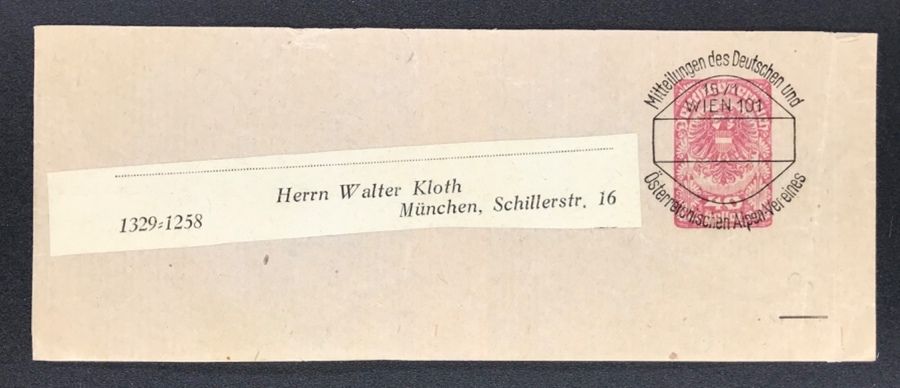 Mitteilungen des Deutschen und
WIEN 101
Österreichischen Alpen-Vereines
Herrn Walter Kloth
München, Schillerstr. 16
1329=1258